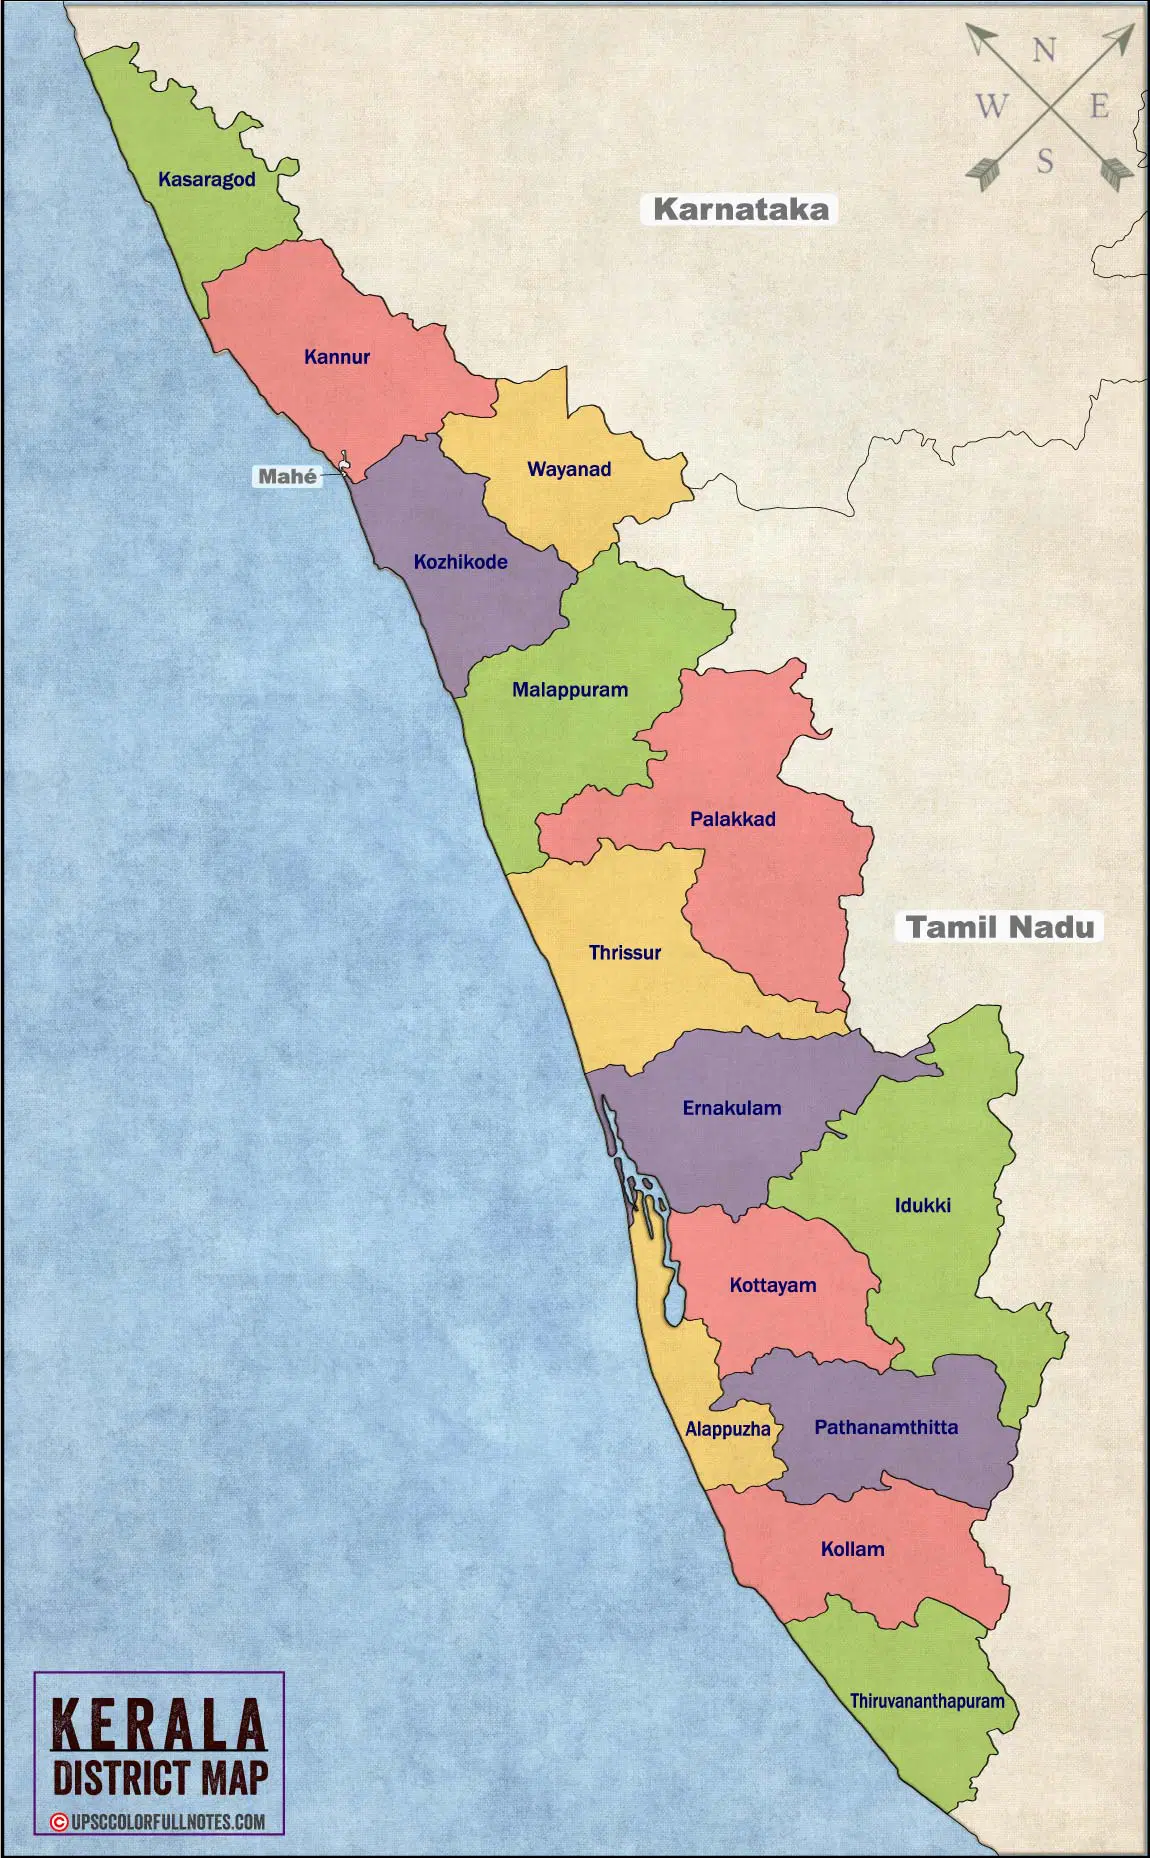 N
W E
S
Kasaragod
Karnataka
Kannur
Wayanad
Mahé
Kozhikode
Malappuram
Palakkad
Tamil Nadu
Thrissur
Ernakulam
Idukki
Kottayam
Alappuzha
Pathanamthitta
Kollam
Thiruvananthapuram
KERALA
DISTRICT MAP
© UPSCCOLORFULLNOTES.COM